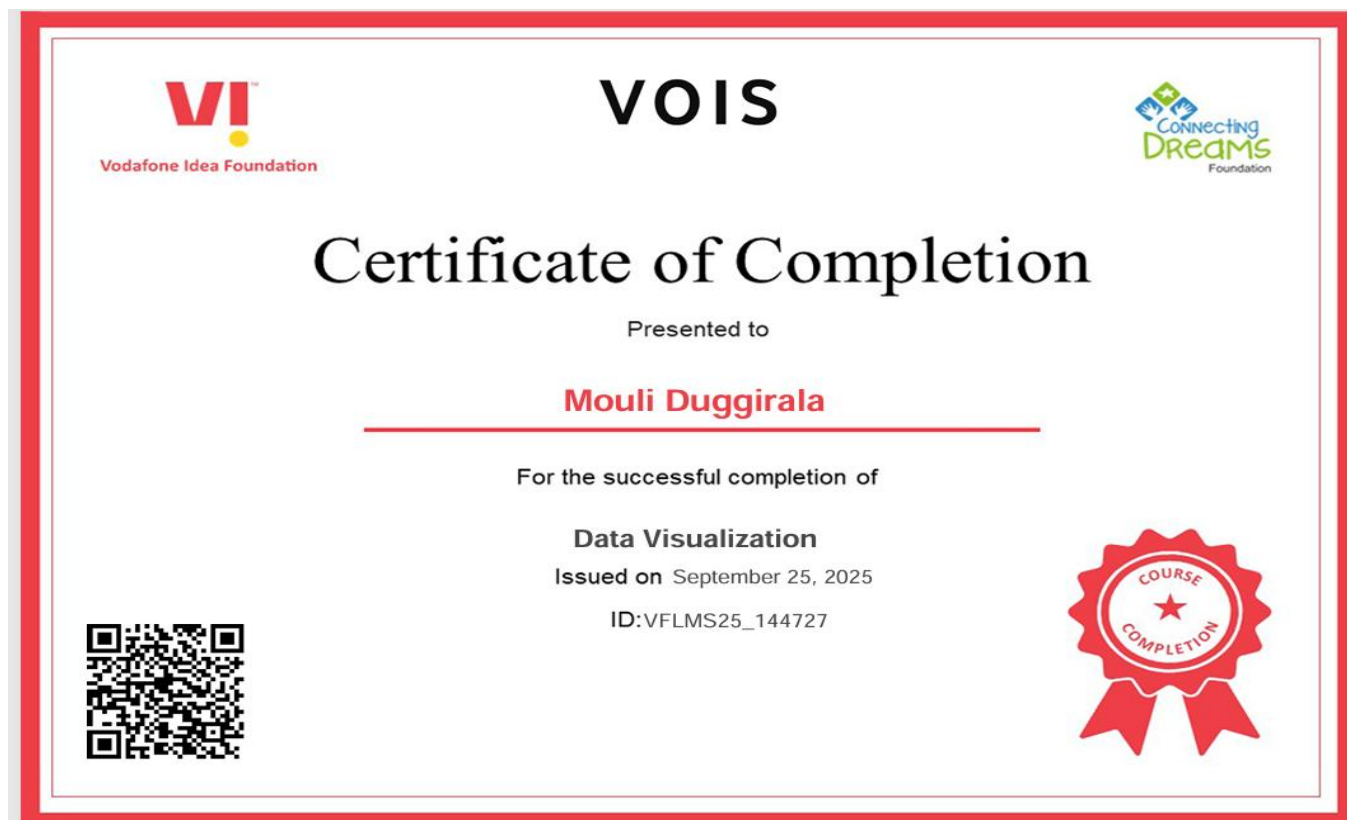 VI™
Vodafone Idea Foundation
VOIS
Connecting
Dreams
Foundation
Certificate of Completion
Presented to
Mouli Duggirala
For the successful completion of
Data Visualization
Issued on September 25, 2025
ID:VFLMS25_144727
COURSE
COMPLETION